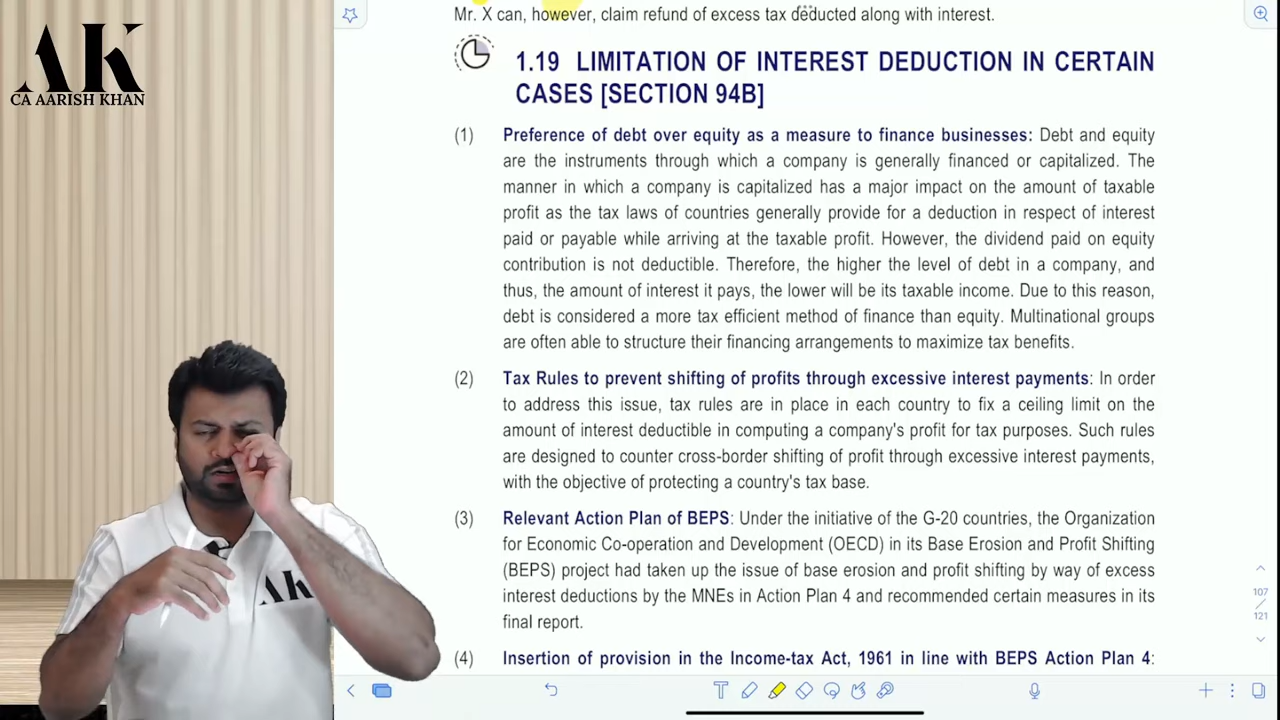 AK
CA AARISH KHAN
Mr. X can, however, claim refund of excess tax deducted along with interest.
1.19 LIMITATION OF INTEREST DEDUCTION IN CERTAIN
CASES [SECTION 94B]
(1) Preference of debt over equity as a measure to finance businesses: Debt and equity
are the instruments through which a company is generally financed or capitalized. The
manner in which a company is capitalized has a major impact on the amount of taxable
profit as the tax laws of countries generally provide for a deduction in respect of interest
paid or payable while arriving at the taxable profit. However, the dividend paid on equity
contribution is not deductible. Therefore, the higher the level of debt in a company, and
thus, the amount of interest it pays, the lower will be its taxable income. Due to this reason,
debt is considered a more tax efficient method of finance than equity. Multinational groups
are often able to structure their financing arrangements to maximize tax benefits.
(2) Tax Rules to prevent shifting of profits through excessive interest payments: In order
to address this issue, tax rules are in place in each country to fix a ceiling limit on the
amount of interest deductible in computing a company's profit for tax purposes. Such rules
are designed to counter cross-border shifting of profit through excessive interest payments,
with the objective of protecting a country's tax base.
(3) Relevant Action Plan of BEPS: Under the initiative of the G-20 countries, the Organization
for Economic Co-operation and Development (OECD) in its Base Erosion and Profit Shifting
(BEPS) project had taken up the issue of base erosion and profit shifting by way of excess
interest deductions by the MNEs in Action Plan 4 and recommended certain measures in its
final report.
(4) Insertion of provision in the Income-tax Act, 1961 in line with BEPS Action Plan 4:
107
/
121
T
AK